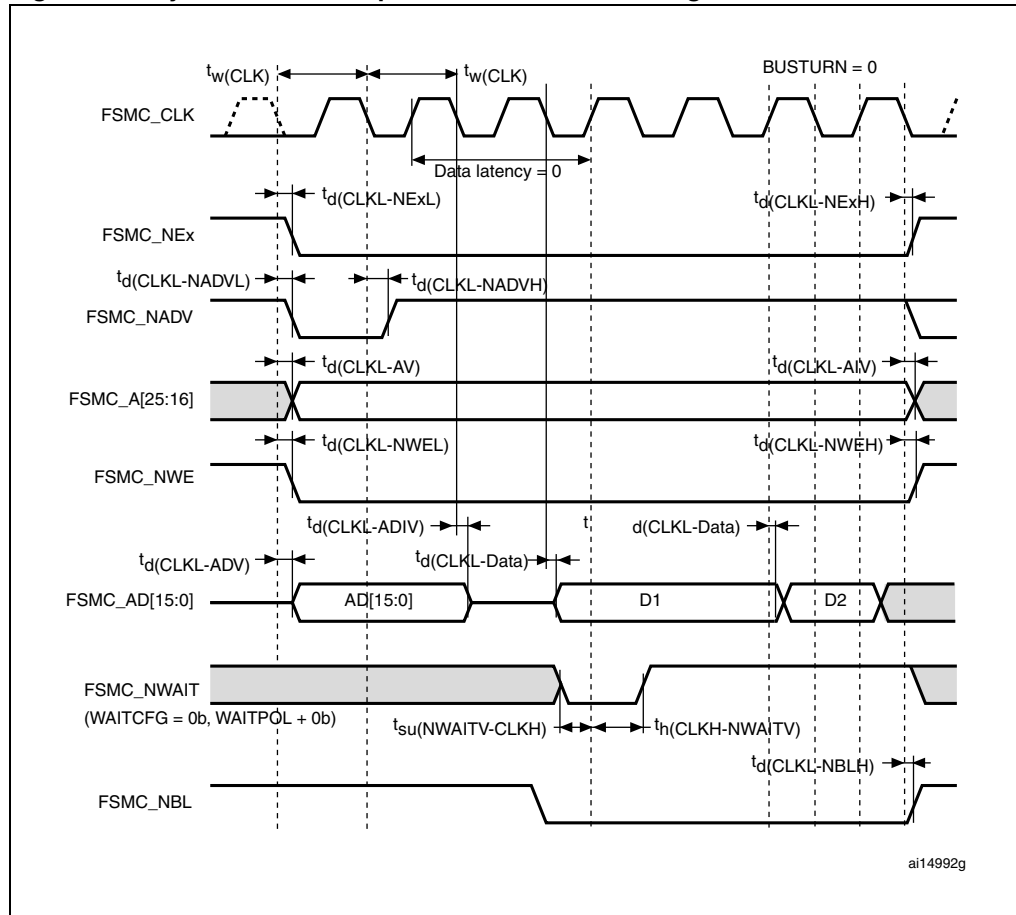 tw(CLK) tw(CLK) BUSTURN = 0
FSMC_CLK
Data latency = 0
td(CLKL-NExL) td(CLKL-NExH)
FSMC_NEx
td(CLKL-NADVL) td(CLKL-NADVH)
FSMC_NADV
td(CLKL-AV) td(CLKL-AIV)
FSMC_A[25:16]
td(CLKL-NWEL) td(CLKL-NWEH)
FSMC_NWE
td(CLKL-ADIV) t d(CLKL-Data)
td(CLKL-ADV) td(CLKL-Data)
FSMC_AD[15:0] AD[15:0] D1 D2
FSMC_NWAIT
(WAITCFG = 0b, WAITPOL + 0b)
tsu(NWAITV-CLKH) th(CLKH-NWAITV)
td(CLKL-NBLH)
FSMC_NBL
ai14992g